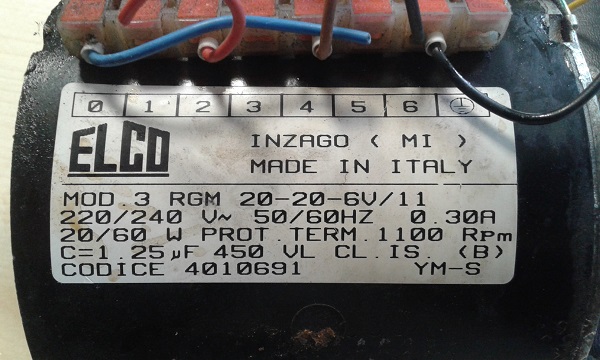 0 1 2 3 4 5 6
ELCO
INZAGO ( MI )
MADE IN ITALY
MOD 3 RGM 20-20-6V/11
220/240 V~ 50/60HZ 0.30A
20/60 W PROT.TERM.1100 Rpm
C=1.25µF 450 VL CL.IS. (B)
CODICE 4010691 YM-S